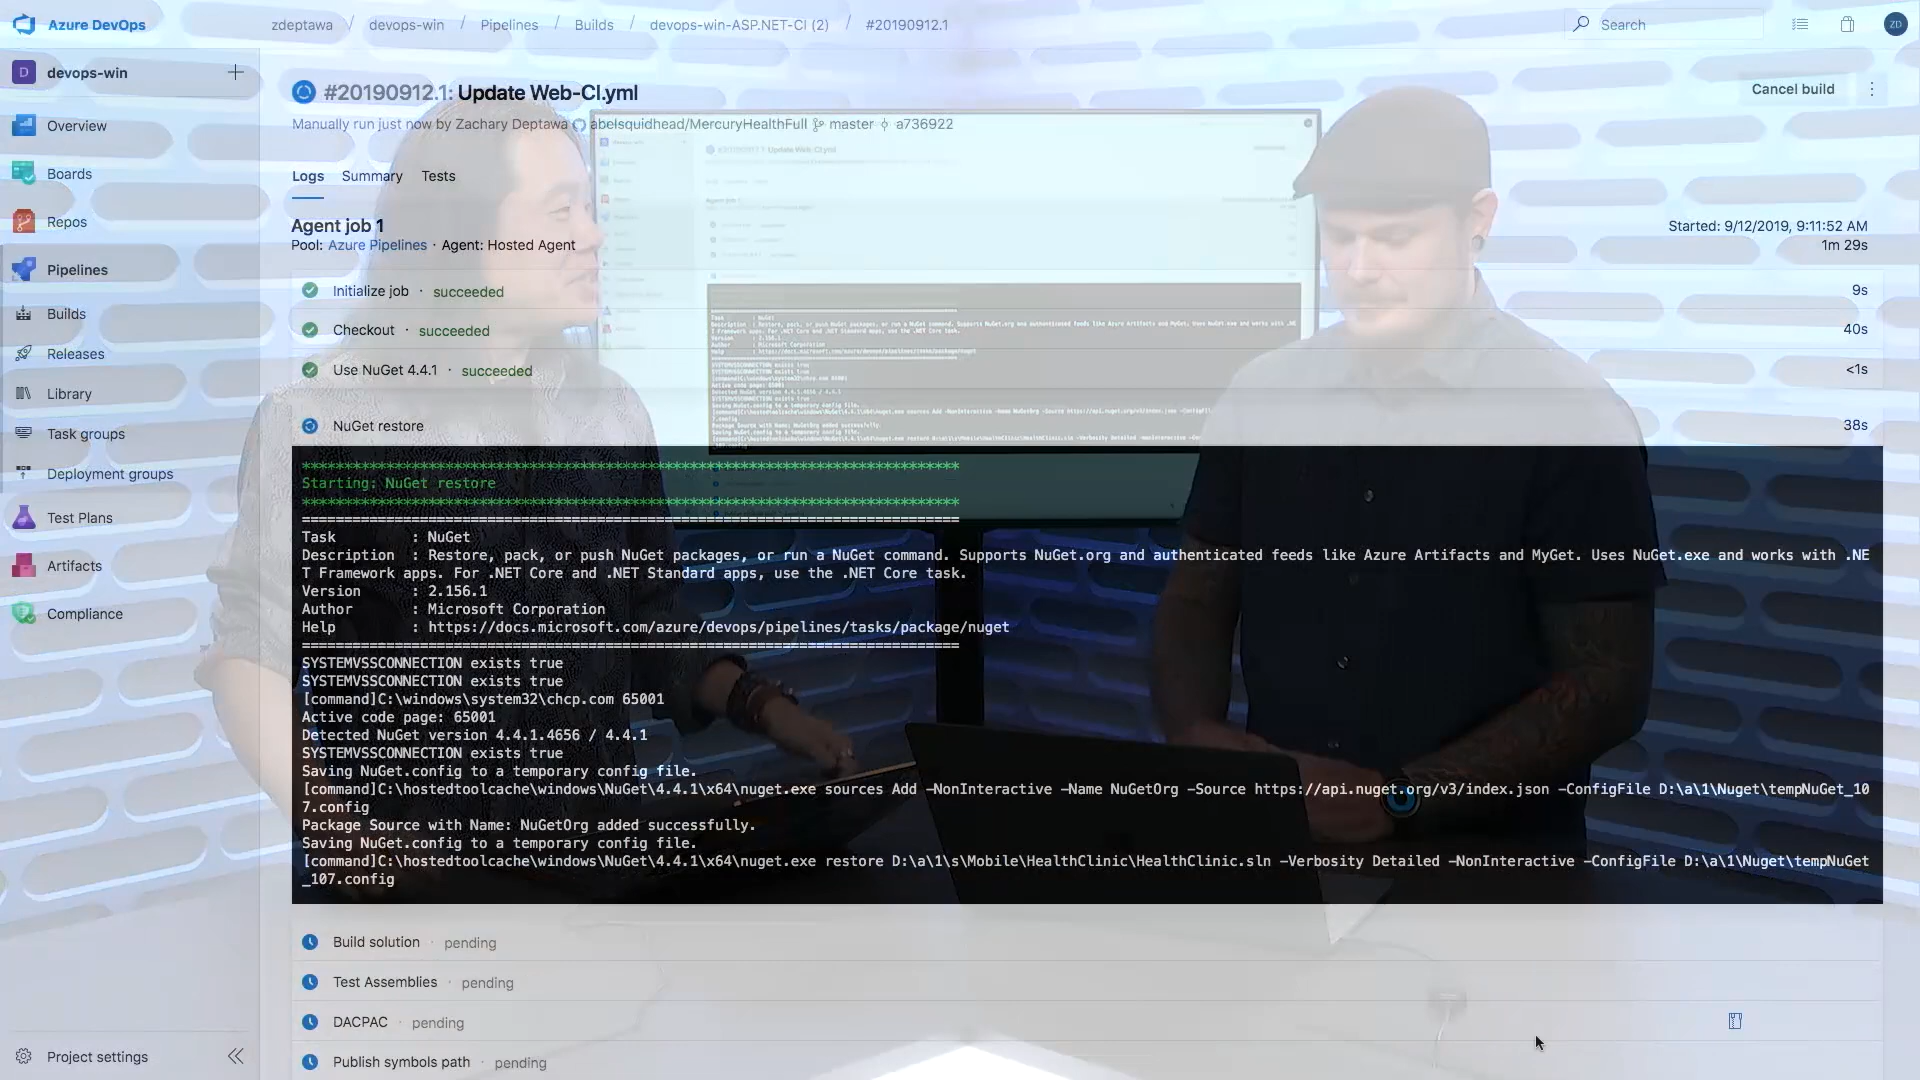 Azure DevOps
zdeptawa / devops-win / Pipelines / Builds / devops-win-ASP.NET-CI (2) / #20190912.1
Search
ZD
D devops-win
#20190912.1: Update Web-CI.yml
Cancel build
Manually run just now by Zachary Deptawa abelsquidhead/MercuryHealthFull master a736922
Overview
Boards
Repos
Pipelines
Builds
Releases
Library
Task groups
Deployment groups
Test Plans
Artifacts
Compliance
Project settings
Logs Summary Tests
Agent job 1
Started: 9/12/2019, 9:11:52 AM
Pool: Azure Pipelines · Agent: Hosted Agent
1m 29s
Initialize job · succeeded
9s
Checkout · succeeded
40s
Use NuGet 4.4.1 · succeeded
<1s
NuGet restore
38s
******************************************************************************
Starting: NuGet restore
******************************************************************************
==============================================================================
Task : NuGet
Description : Restore, pack, or push NuGet packages, or run a NuGet command. Supports NuGet.org and authenticated feeds like Azure Artifacts and MyGet. Uses NuGet.exe and works with .NE
T Framework apps. For .NET Core and .NET Standard apps, use the .NET Core task.
Version : 2.156.1
Author : Microsoft Corporation
Help : https://docs.microsoft.com/azure/devops/pipelines/tasks/package/nuget
==============================================================================
SYSTEMVSSCONNECTION exists true
SYSTEMVSSCONNECTION exists true
[command]C:\windows\system32\chcp.com 65001
Active code page: 65001
Detected NuGet version 4.4.1.4656 / 4.4.1
SYSTEMVSSCONNECTION exists true
Saving NuGet.config to a temporary config file.
[command]C:\hostedtoolcache\windows\NuGet\4.4.1\x64\nuget.exe sources Add -NonInteractive -Name NuGetOrg -Source https://api.nuget.org/v3/index.json -ConfigFile D:\a\1\Nuget\tempNuGet_10
7.config
Package Source with Name: NuGetOrg added successfully.
Saving NuGet.config to a temporary config file.
[command]C:\hostedtoolcache\windows\NuGet\4.4.1\x64\nuget.exe restore D:\a\1\s\Mobile\HealthClinic\HealthClinic.sln -Verbosity Detailed -NonInteractive -ConfigFile D:\a\1\Nuget\tempNuGet
_107.config
Build solution · pending
Test Assemblies · pending
DACPAC · pending
Publish symbols path · pending